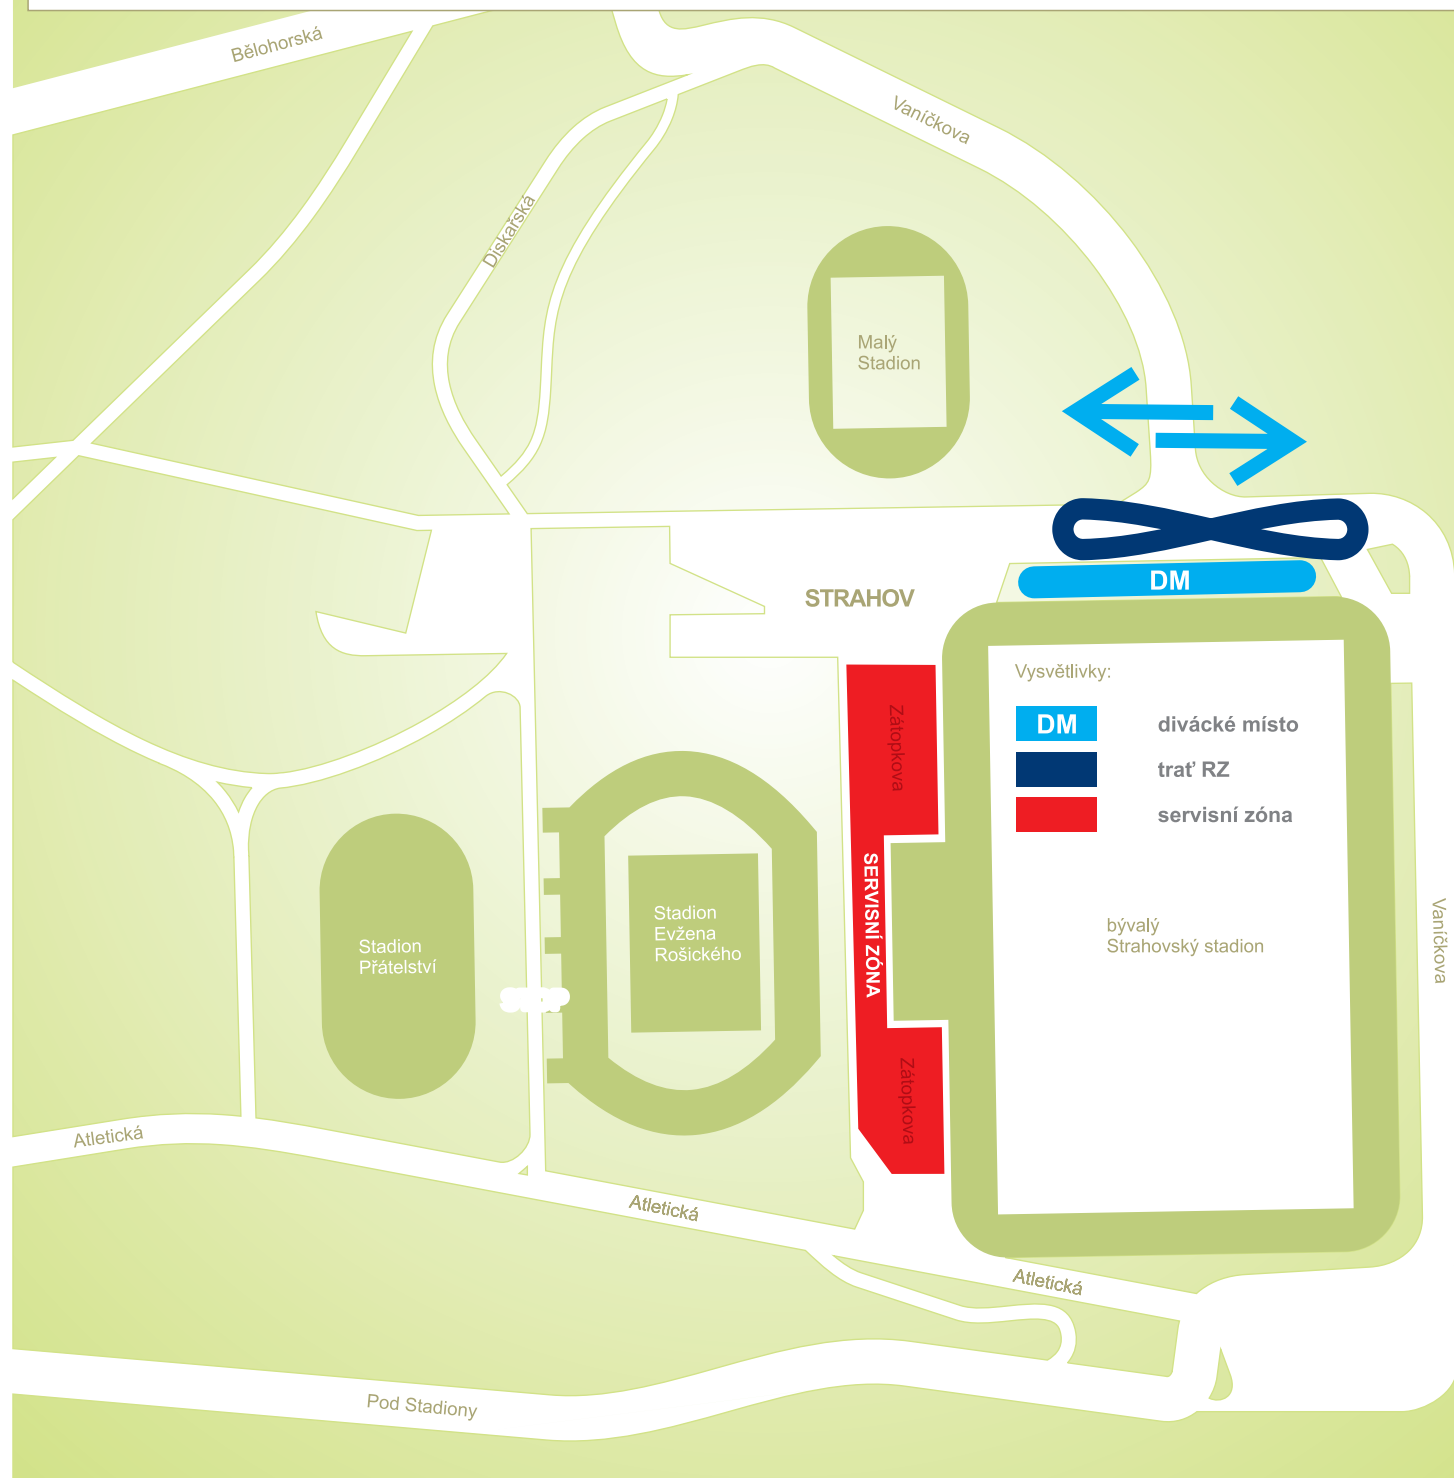 Bělohorská
Vaníčkova
Diskařská
Malý
Stadion
DM
STRAHOV
Vysvětlivky:
DM divácké místo
trať RZ
servisní zóna
Zátopkova
SERVISNÍ ZÓNA
Zátopkova
bývalý
Strahovský stadion
Vaníčkova
Stadion
Evžena
Rošického
Stadion
Přátelství
Atletická
Atletická
Atletická
Pod Stadiony